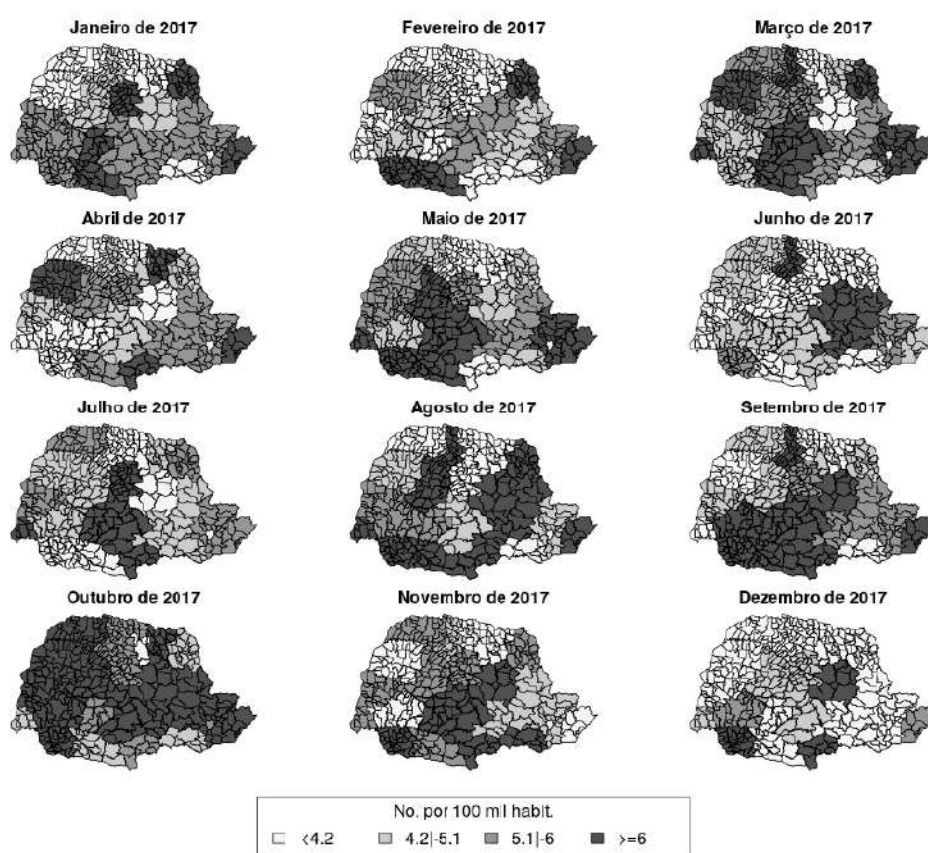 Janeiro de 2017
Fevereiro de 2017
Março de 2017
Abril de 2017
Maio de 2017
Junho de 2017
Julho de 2017
Agosto de 2017
Setembro de 2017
Outubro de 2017
Novembro de 2017
Dezembro de 2017
No. por 100 mil habit.
<4.2
4.2|-5.1
5.1|-6
>=6